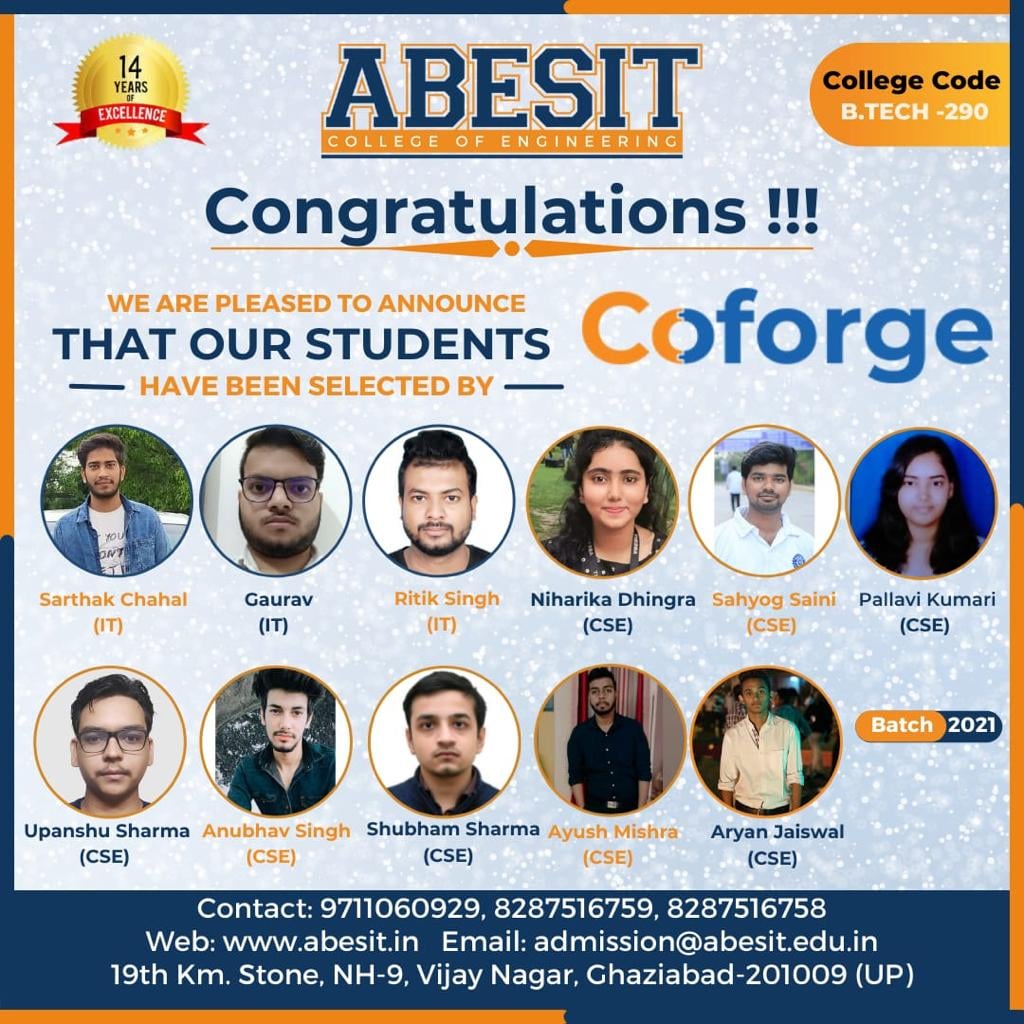 14
YEARS
OF
EXCELLENCE
ABESIT
COLLEGE OF ENGINEERING
College Code
B.TECH -290
Congratulations !!!
WE ARE PLEASED TO ANNOUNCE
THAT OUR STUDENTS
HAVE BEEN SELECTED BY
Coforge
Sarthak Chahal
(IT)
Gaurav
(IT)
Ritik Singh
(IT)
Niharika Dhingra
(CSE)
Sahyog Saini
(CSE)
Pallavi Kumari
(CSE)
Upanshu Sharma
(CSE)
Anubhav Singh
(CSE)
Shubham Sharma
(CSE)
Ayush Mishra
(CSE)
Aryan Jaiswal
(CSE)
Batch 2021
Contact: 9711060929, 8287516759, 8287516758
Web: www.abesit.in Email: admission@abesit.edu.in
19th Km. Stone, NH-9, Vijay Nagar, Ghaziabad-201009 (UP)